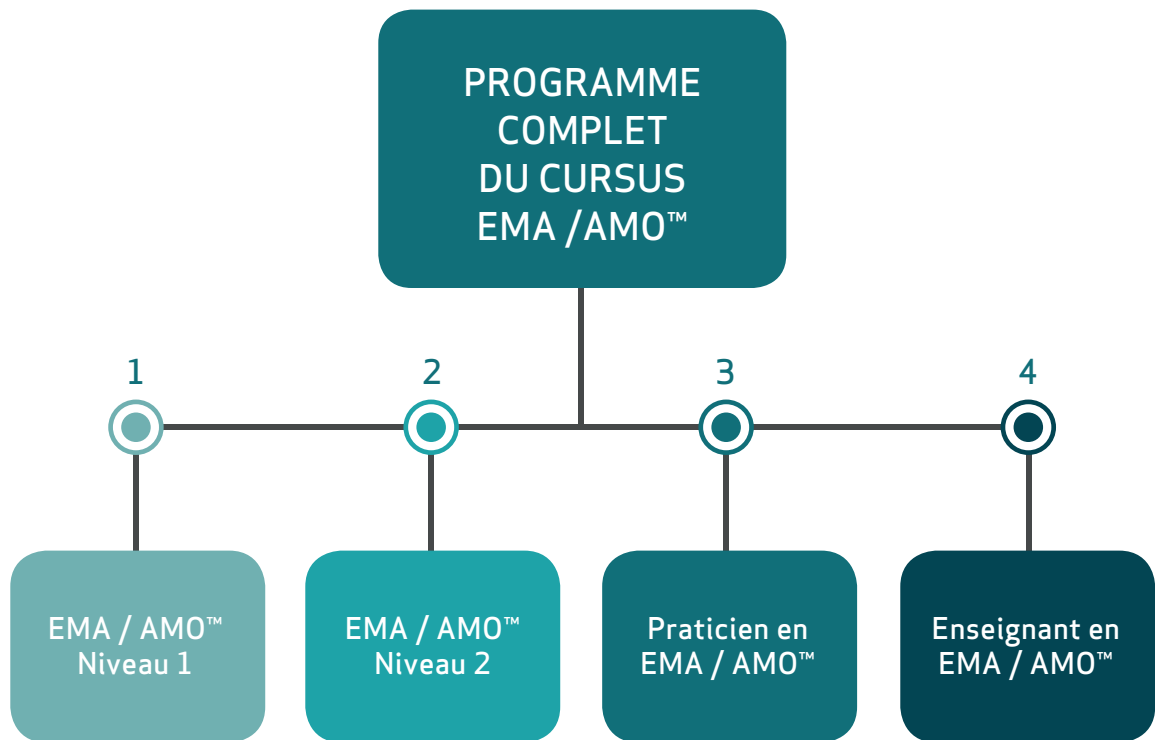 PROGRAMME
COMPLET
DU CURSUS
EMA /AMO™
1
2
3
4
EMA / AMO™
Niveau 1
EMA / AMO™
Niveau 2
Praticien en
EMA / AMO™
Enseignant en
EMA / AMO™